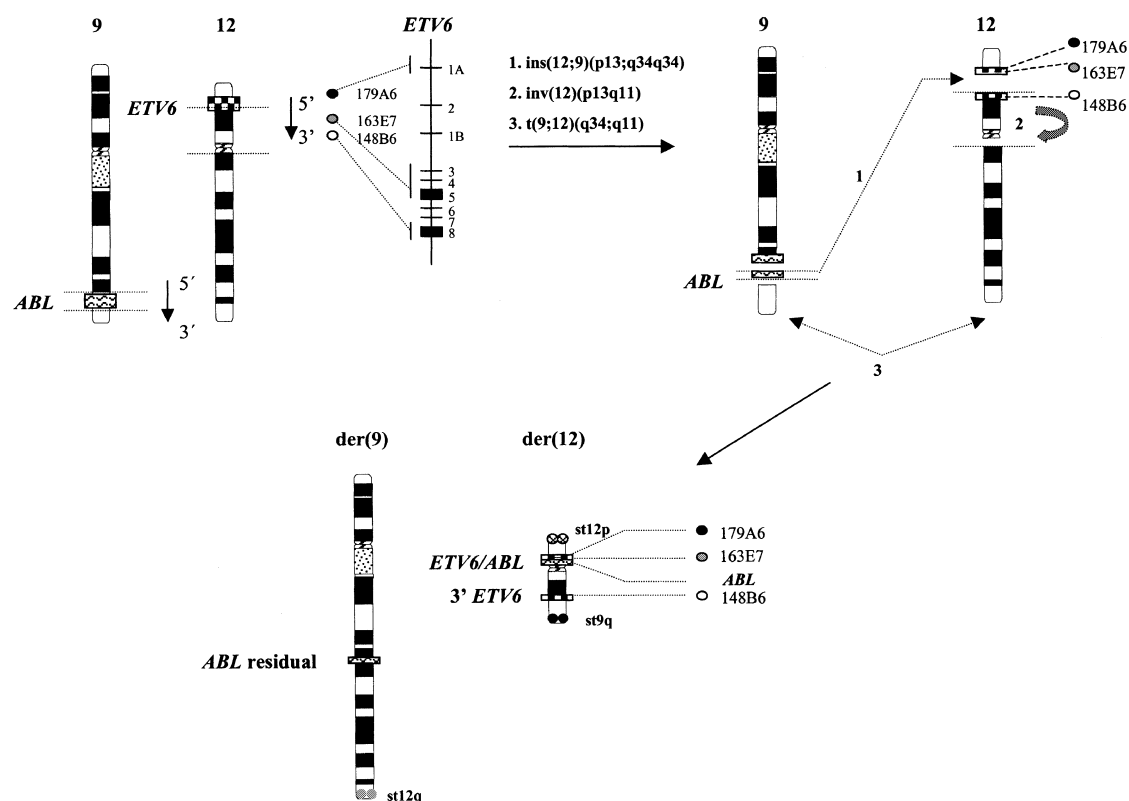 9
12
ETV6
ETV6
5’
3’
179A6
163E7
148B6
1A
2
1B
3
4
5
6
7
8
ABL
5´
3´
1. ins(12;9)(p13;q34q34)
2. inv(12)(p13q11)
3. t(9;12)(q34;q11)
9
12
179A6
163E7
148B6
1
2
ABL
3
der(9)
der(12)
st12p
179A6
ETV6/ABL
163E7
ABL
3’ ETV6
148B6
st9q
ABL residual
st12q